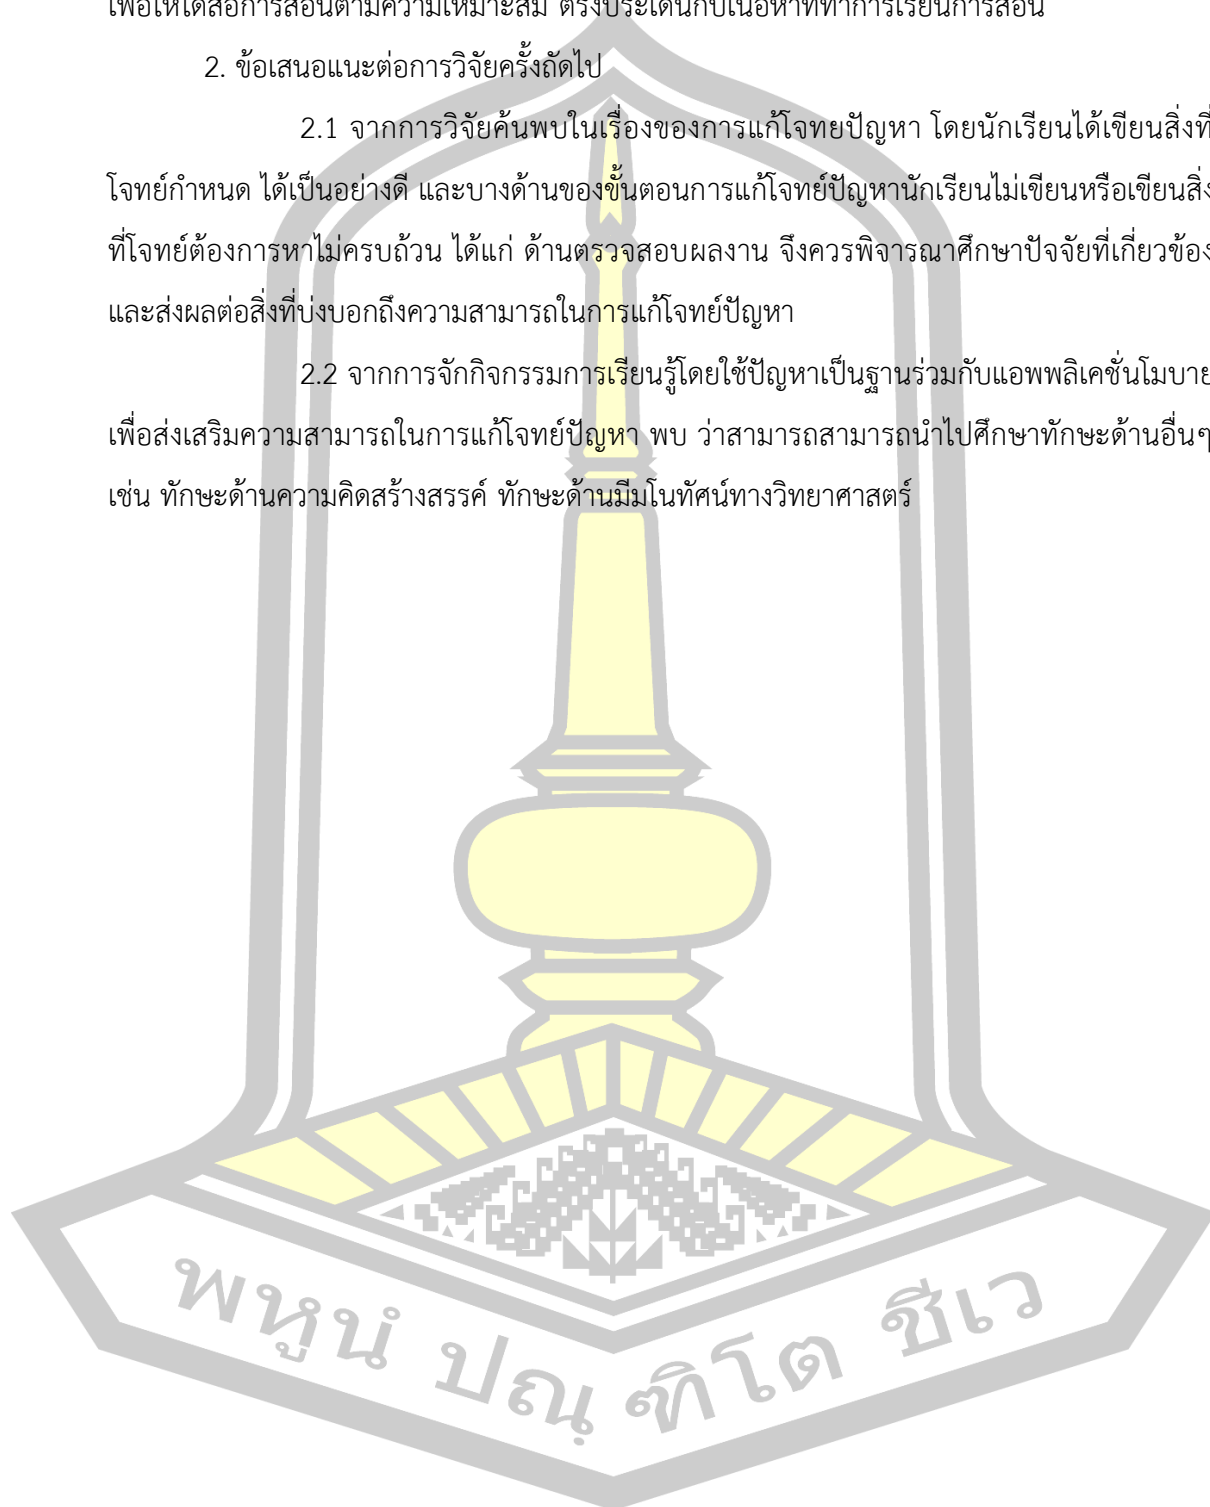 เพื่อให้ได้สื่อการสอนตามความเหมาะสม ตรงประเด็นกับเนื้อหาที่ทำการเรียนการสอน
2. ข้อเสนอแนะต่อการวิจัยครั้งถัดไป
2.1 จากการวิจัยค้นพบในเรื่องของการแก้โจทยปัญหา โดยนักเรียนได้เขียนสิ่งที่
โจทย์กำหนด ได้เป็นอย่างดี และบางด้านของขั้นตอนการแก้โจทย์ปัญหานักเรียนไม่เขียนหรือเขียนสิ่ง
ที่โจทย์ต้องการหาไม่ครบถ้วน ได้แก่ ด้านตรวจสอบผลงาน จึงควรพิจารณาศึกษาปัจจัยที่เกี่ยวข้อง
และส่งผลต่อสิ่งที่บ่งบอกถึงความสามารถในการแก้โจทย์ปัญหา
2.2 จากการจักกิจกรรมการเรียนรู้โดยใช้ปัญหาเป็นฐานร่วมกับแอพพลิเคชั่นโมบาย
เพื่อส่งเสริมความสามารถในการแก้โจทย์ปัญหา พบ ว่าสามารถสามารถนำไปศึกษาทักษะด้านอื่นๆ
เช่น ทักษะด้านความคิดสร้างสรรค์ ทักษะด้านมีมโนทัศน์ทางวิทยาศาสตร์
พหูนํ ปณฺ ฑิโต ชีเว